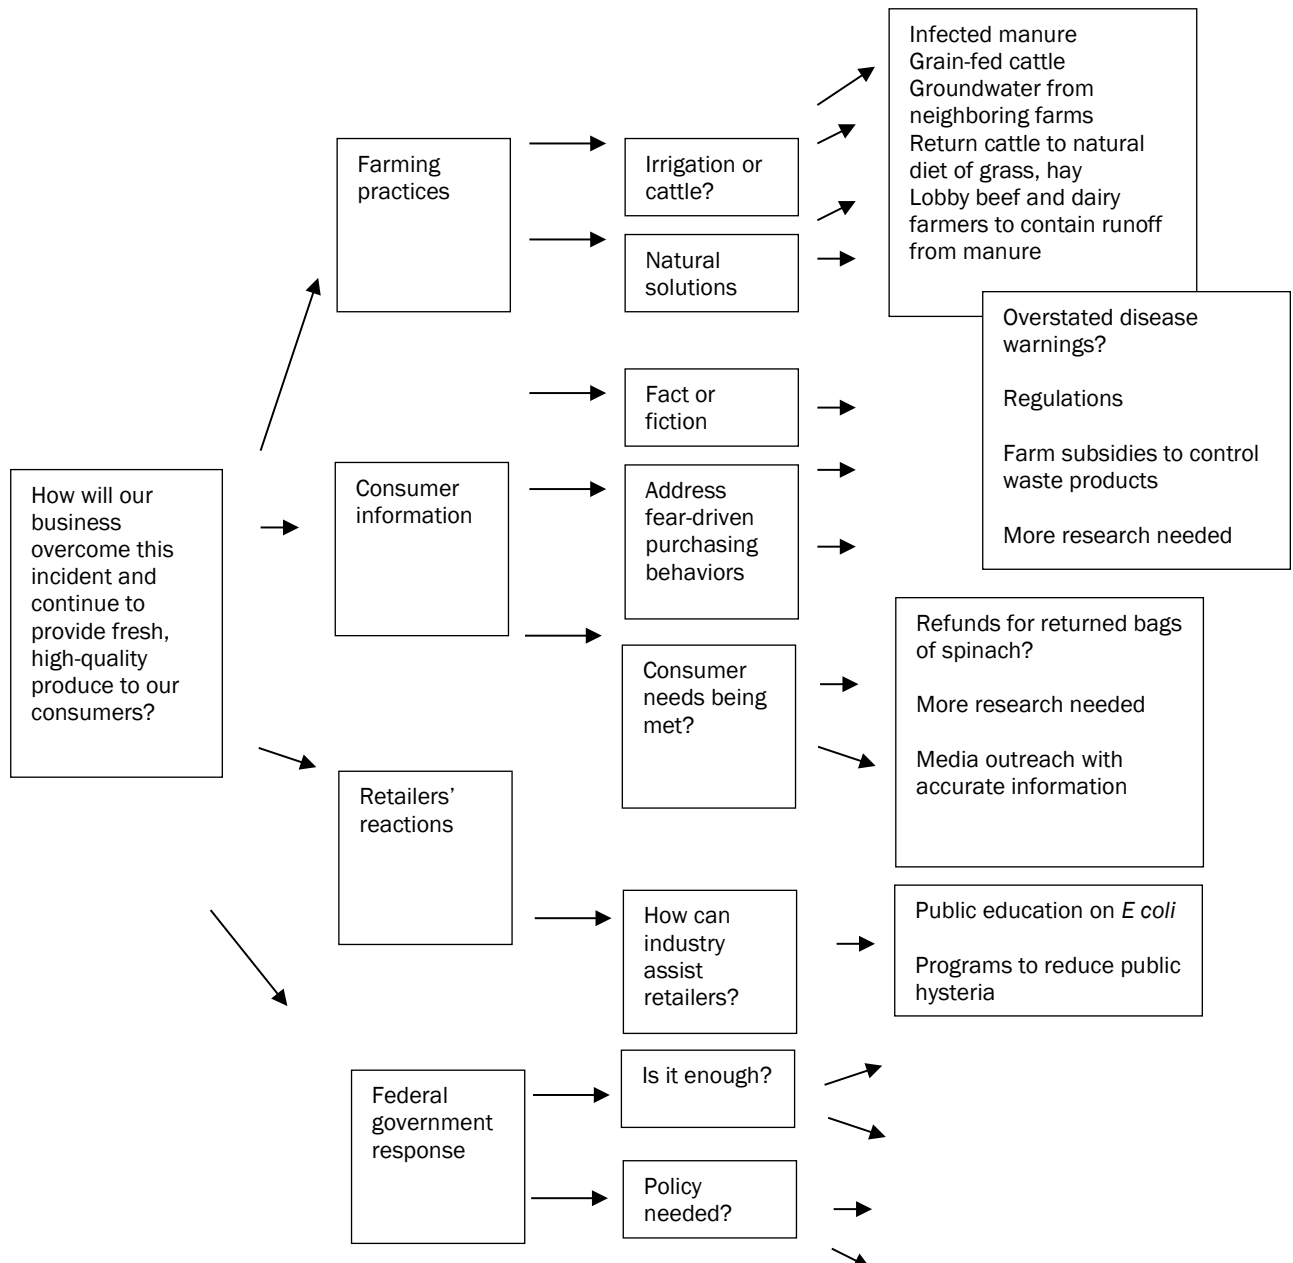 How will our
business
overcome this
incident and
continue to
provide fresh,
high-quality
produce to our
consumers?
Farming
practices
Irrigation or
cattle?
Natural
solutions
Infected manure
Grain-fed cattle
Groundwater from
neighboring farms
Return cattle to natural
diet of grass, hay
Lobby beef and dairy
farmers to contain runoff
from manure
Consumer
information
Fact or
fiction
Address
fear-driven
purchasing
behaviors
Consumer
needs being
met?
Overstated disease
warnings?
Regulations
Farm subsidies to control
waste products
More research needed
Refunds for returned bags
of spinach?
More research needed
Media outreach with
accurate information
Retailers’
reactions
How can
industry
assist
retailers?
Public education on E coli
Programs to reduce public
hysteria
Federal
government
response
Is it enough?
Policy
needed?